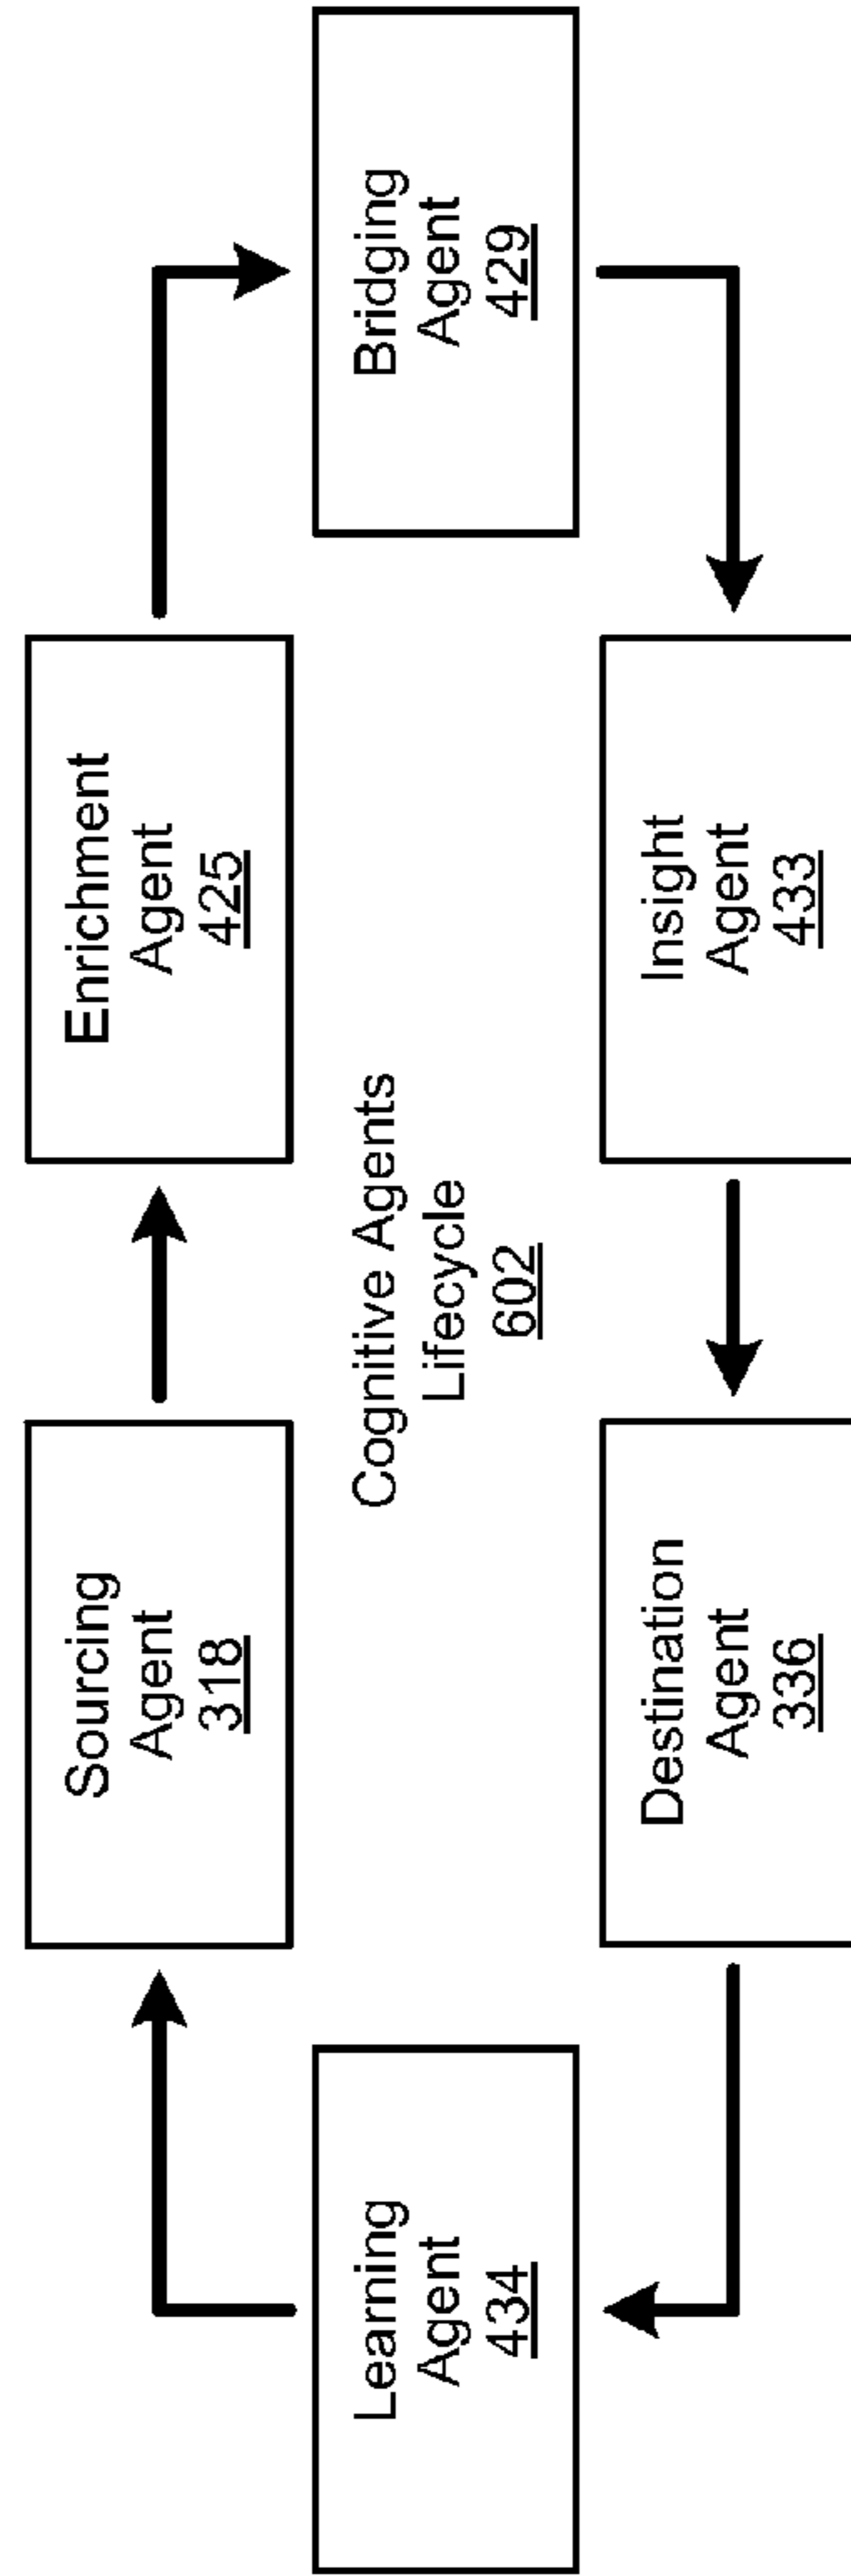 Sourcing
Agent
318
Enrichment
Agent
425
Learning
Agent
434
Cognitive Agents
Lifecycle
602
Bridging
Agent
429
Destination
Agent
336
Insight
Agent
433